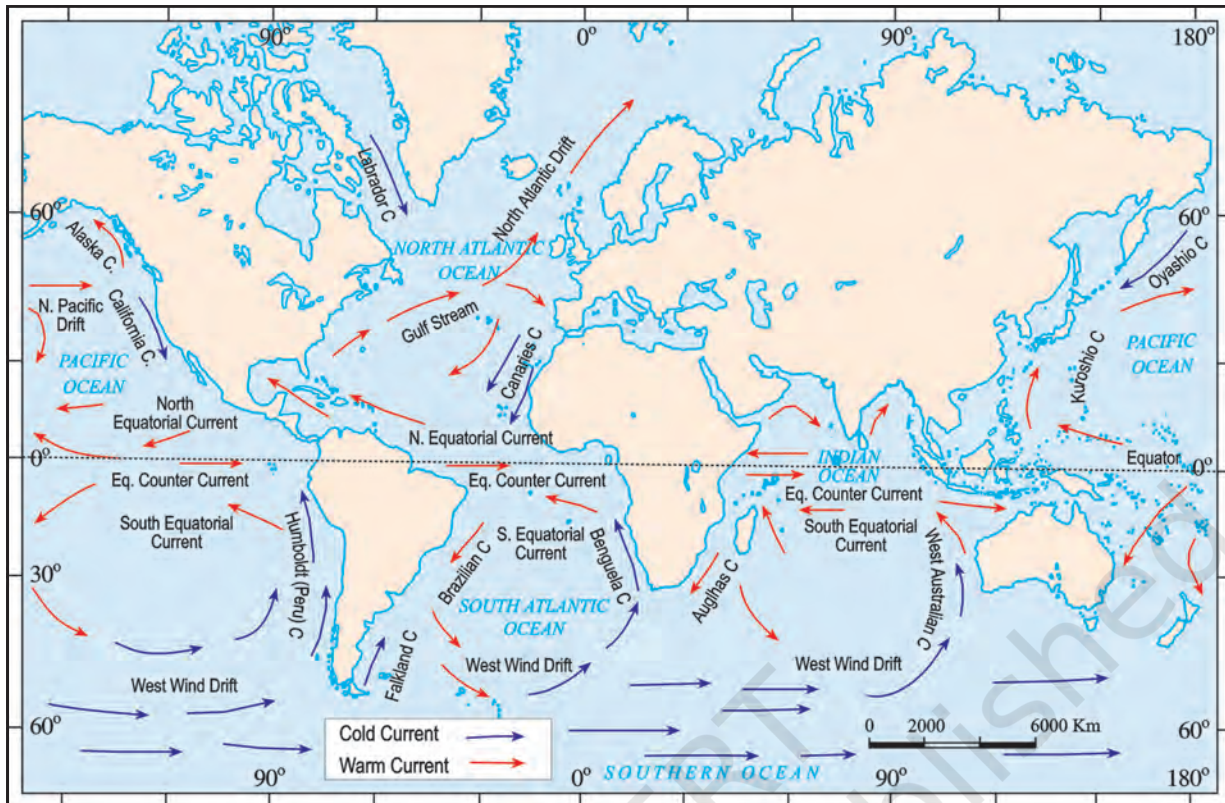 90°
0°
90°
180°
Labrador C
North Atlantic Drift
60°
60°
Alaska C.
NORTH ATLANTIC
OCEAN
Oyashio C
N. Pacific
Drift
California C.
Gulf Stream
Canaries C
Kuroshio C
PACIFIC
OCEAN
PACIFIC
OCEAN
North
Equatorial Current
N. Equatorial Current
0°
INDIAN
OCEAN
Equator
0°
Eq. Counter Current
Eq. Counter Current
Eq. Counter Current
South Equatorial
Current
Humboldt (Peru) C
Brazilian C
S. Equatorial
Current
Benguela C
South Equatorial
Current
West Australian C
30°
30°
Auglhas C
SOUTH ATLANTIC
OCEAN
West Wind Drift
Falkland C
West Wind Drift
West Wind Drift
60°
Cold Current
Warm Current
0
2000
6000 Km
60°
SOUTHERN OCEAN
90°
0°
90°
180°